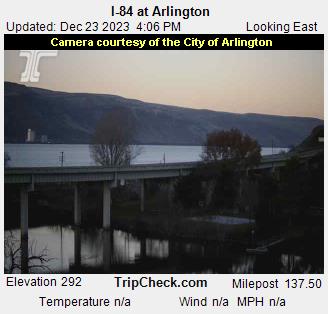 I-84 at Arlington
Updated: Dec 23 2023 4:06 PM Looking East
Camera courtesy of the City of Arlington
Elevation 292 TripCheck.com Milepost 137.50
Temperature n/a Wind n/a MPH n/a